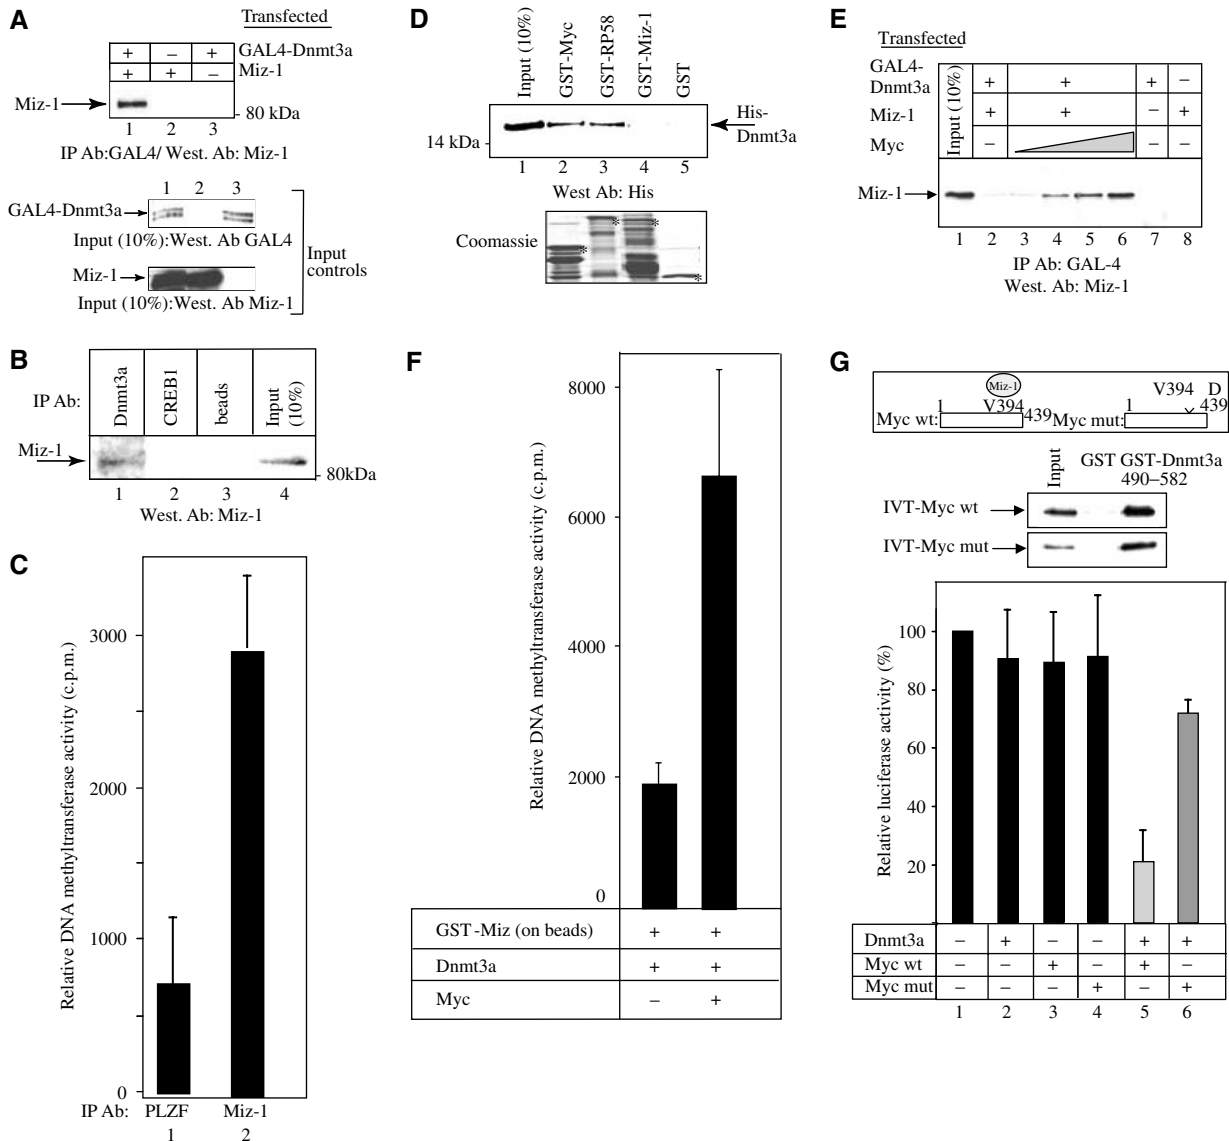 A
Transfected
+ – + GAL4-Dnmt3a
+ + – Miz-1
Miz-1
- 80 kDa
1 2 3
IP Ab:GAL4/ West. Ab: Miz-1
1 2 3
GAL4-Dnmt3a
Input (10%):West. Ab GAL4
Miz-1
Input (10%):West. Ab Miz-1
Input
controls
B
IP Ab:
Dnmt3a
CREB1
beads
Input
(10%)
Miz-1
- 80kDa
1 2 3 4
West. Ab: Miz-1
C
Relative DNA methyltransferase activity (c.p.m.)
3000
2000
1000
0
IP Ab: PLZF Miz-1
1 2
D
Input (10%)
GST-Myc
GST-RP58
GST-Miz-1
GST
His-
Dnmt3a
14 kDa -
1 2 3 4 5
West Ab: His
Coomassie
* * * *
E
Transfected
GAL4-
Dnmt3a
Input (10%)
+ + + –
Miz-1 + + – +
Myc – – –
Miz-1
1 2 3 4 5 6 7 8
IP Ab: GAL-4
West. Ab: Miz-1
F
Relative DNA methyltransferase activity (c.p.m.)
8000
6000
4000
2000
0
GST-Miz (on beads) + +
Dnmt3a + +
Myc – +
G
Miz-1
1 V394 439
Myc wt:
V394 D
1 439
Myc mut:
Input
GST GST-Dnmt3a
490–582
IVT-Myc wt
IVT-Myc mut
Relative luciferase activity (%)
100
80
60
40
20
Dnmt3a – + – – + +
Myc wt – – + – + –
Myc mut – – – + – +
1 2 3 4 5 6